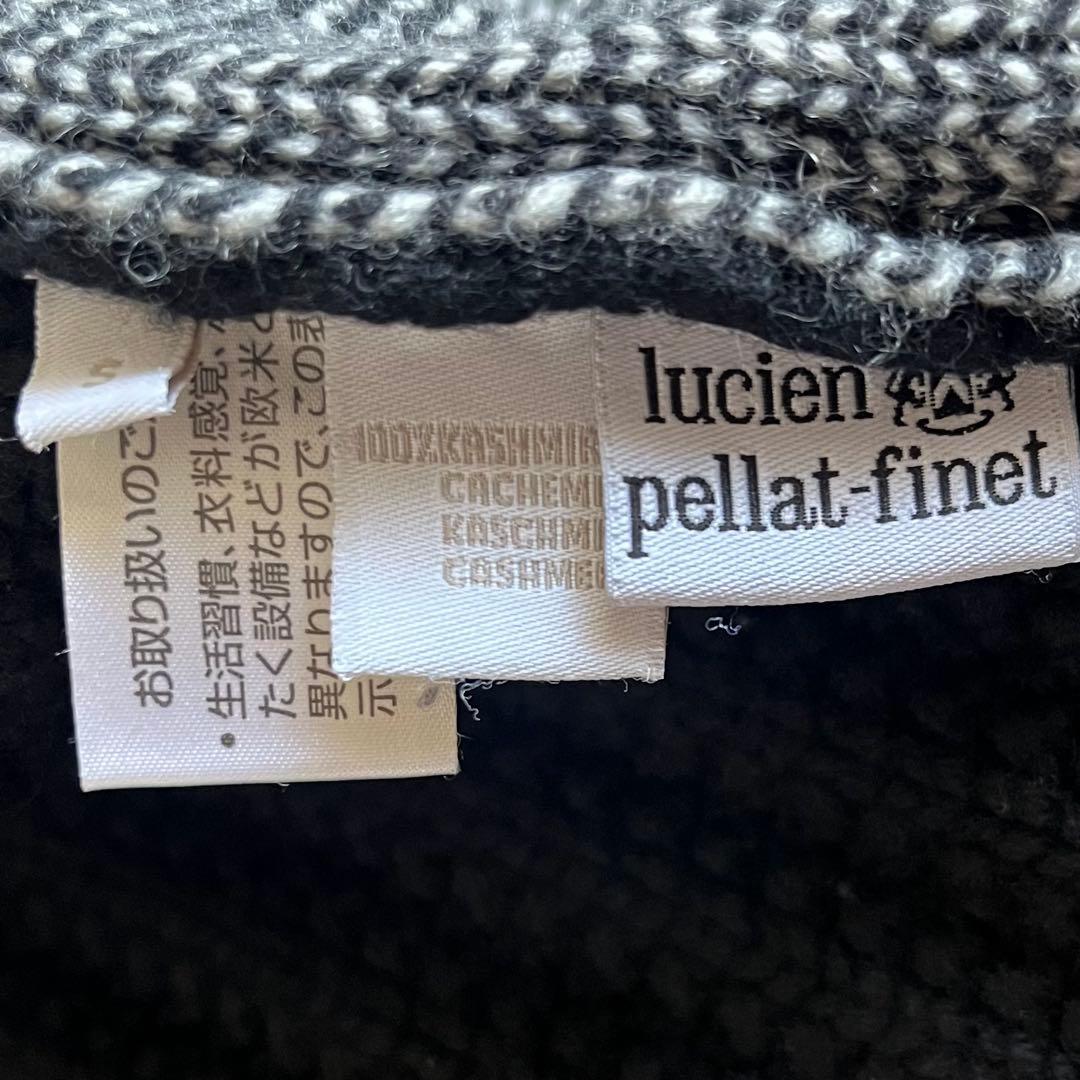 lucien
pellat-finet
100%KASHMIR
CACHEMI
KASCHMI
CASHME
お取り扱いのご
・生活習慣、衣料感覚、
たく設備などが欧米と
異なりますので、この表
示